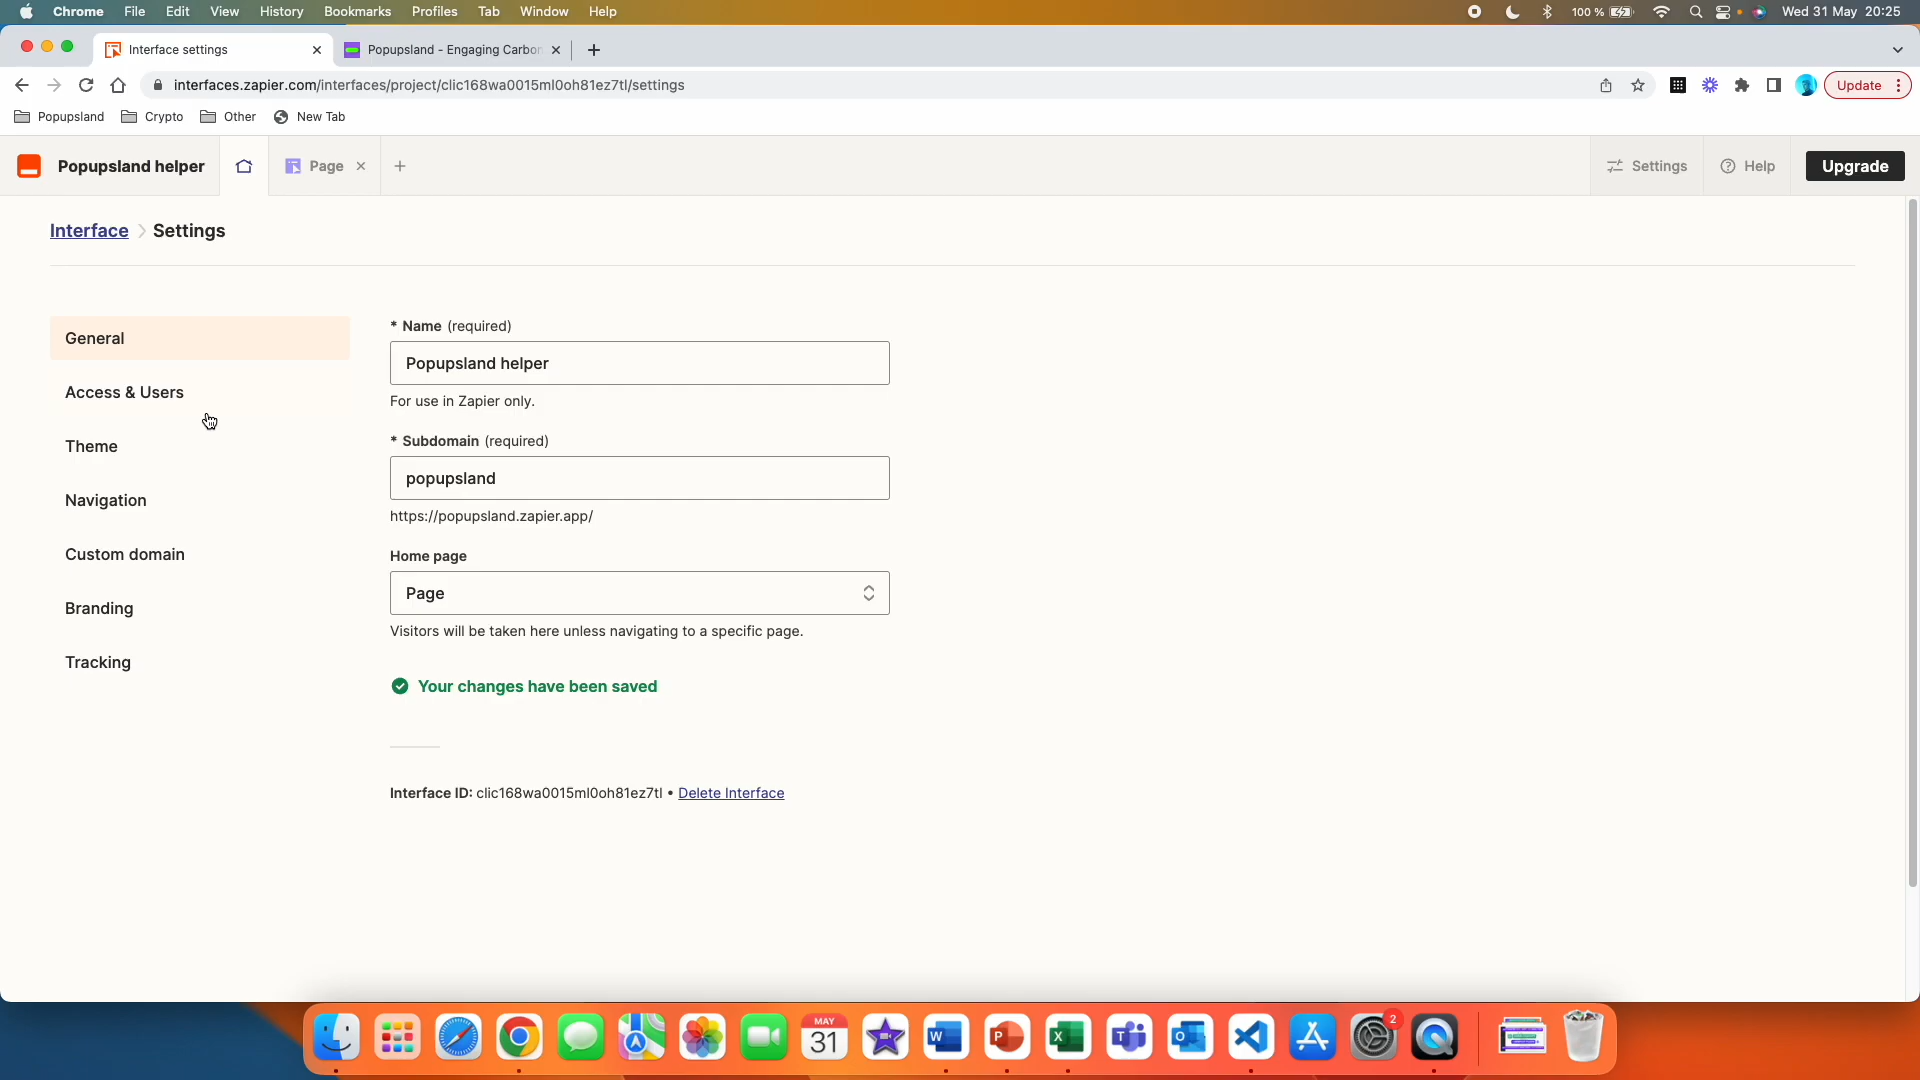 Chrome File Edit View History Bookmarks Profiles Tab Window Help 100 % Wed 31 May 20:25
Interface settings Popupsland - Engaging Carbon
interfaces.zapier.com/interfaces/project/clic168wa0015ml0oh81ez7tl/settings Update
Popupsland Crypto Other New Tab
Popupsland helper Page Settings Help Upgrade
Interface Settings
General
Access & Users
Theme
Navigation
Custom domain
Branding
Tracking
* Name (required)
Popupsland helper
For use in Zapier only.
* Subdomain (required)
popupsland
https://popupsland.zapier.app/
Home page
Page
Visitors will be taken here unless navigating to a specific page.
Your changes have been saved
Interface ID: clic168wa0015ml0oh81ez7tl • Delete Interface
MAY
31
W
P
X
2